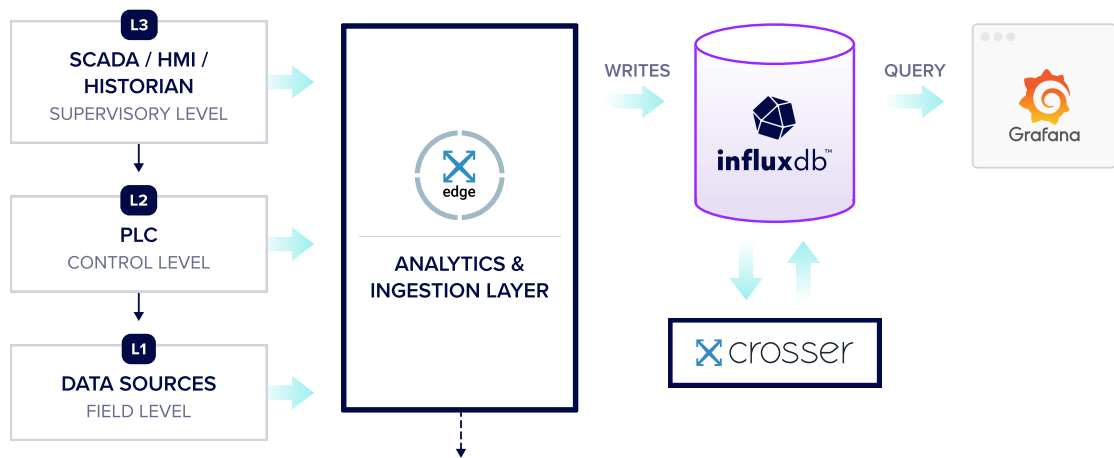 L3
SCADA / HMI /
HISTORIAN
SUPERVISORY LEVEL
L2
PLC
CONTROL LEVEL
L1
DATA SOURCES
FIELD LEVEL
edge
ANALYTICS &
INGESTION LAYER
WRITES
influxdb™
QUERY
Grafana
crosser